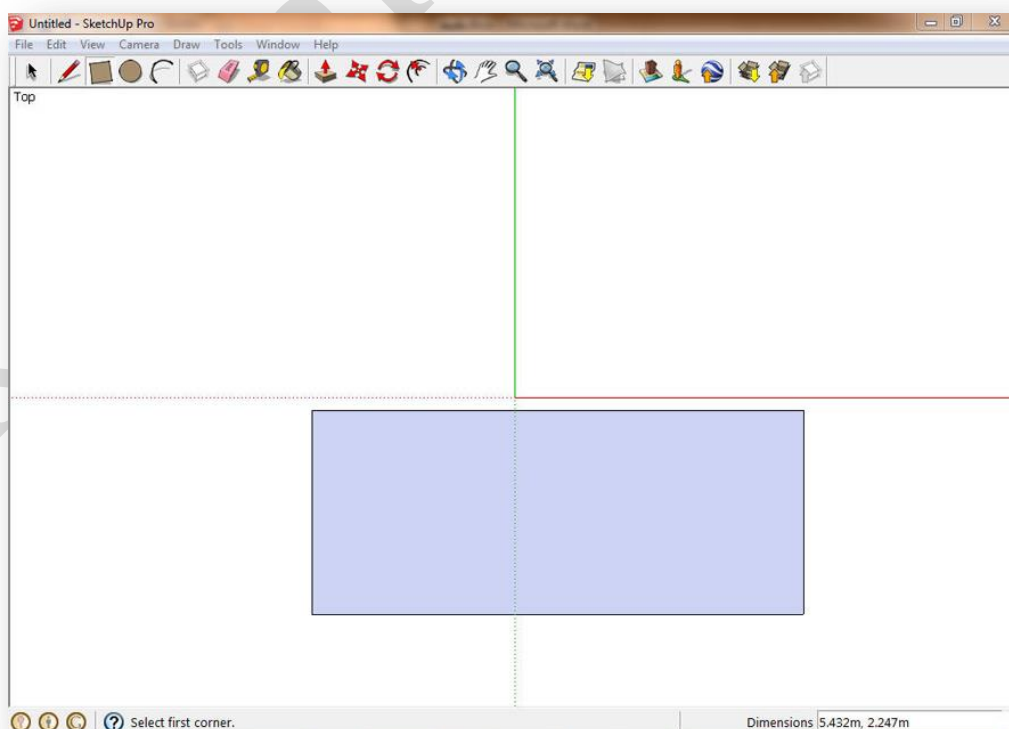 Untitled - SketchUp Pro
File Edit View Camera Draw Tools Window Help
Top
Select first corner.
Dimensions 5.432m, 2.247m